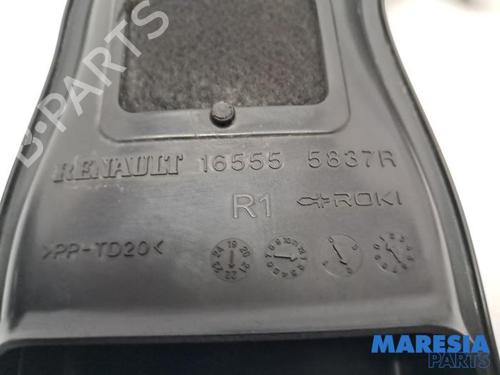 B-PARTS
RENAULT 16555 5837R
R1 ROKI
>PP-TD20<
MARESIA
PARTS